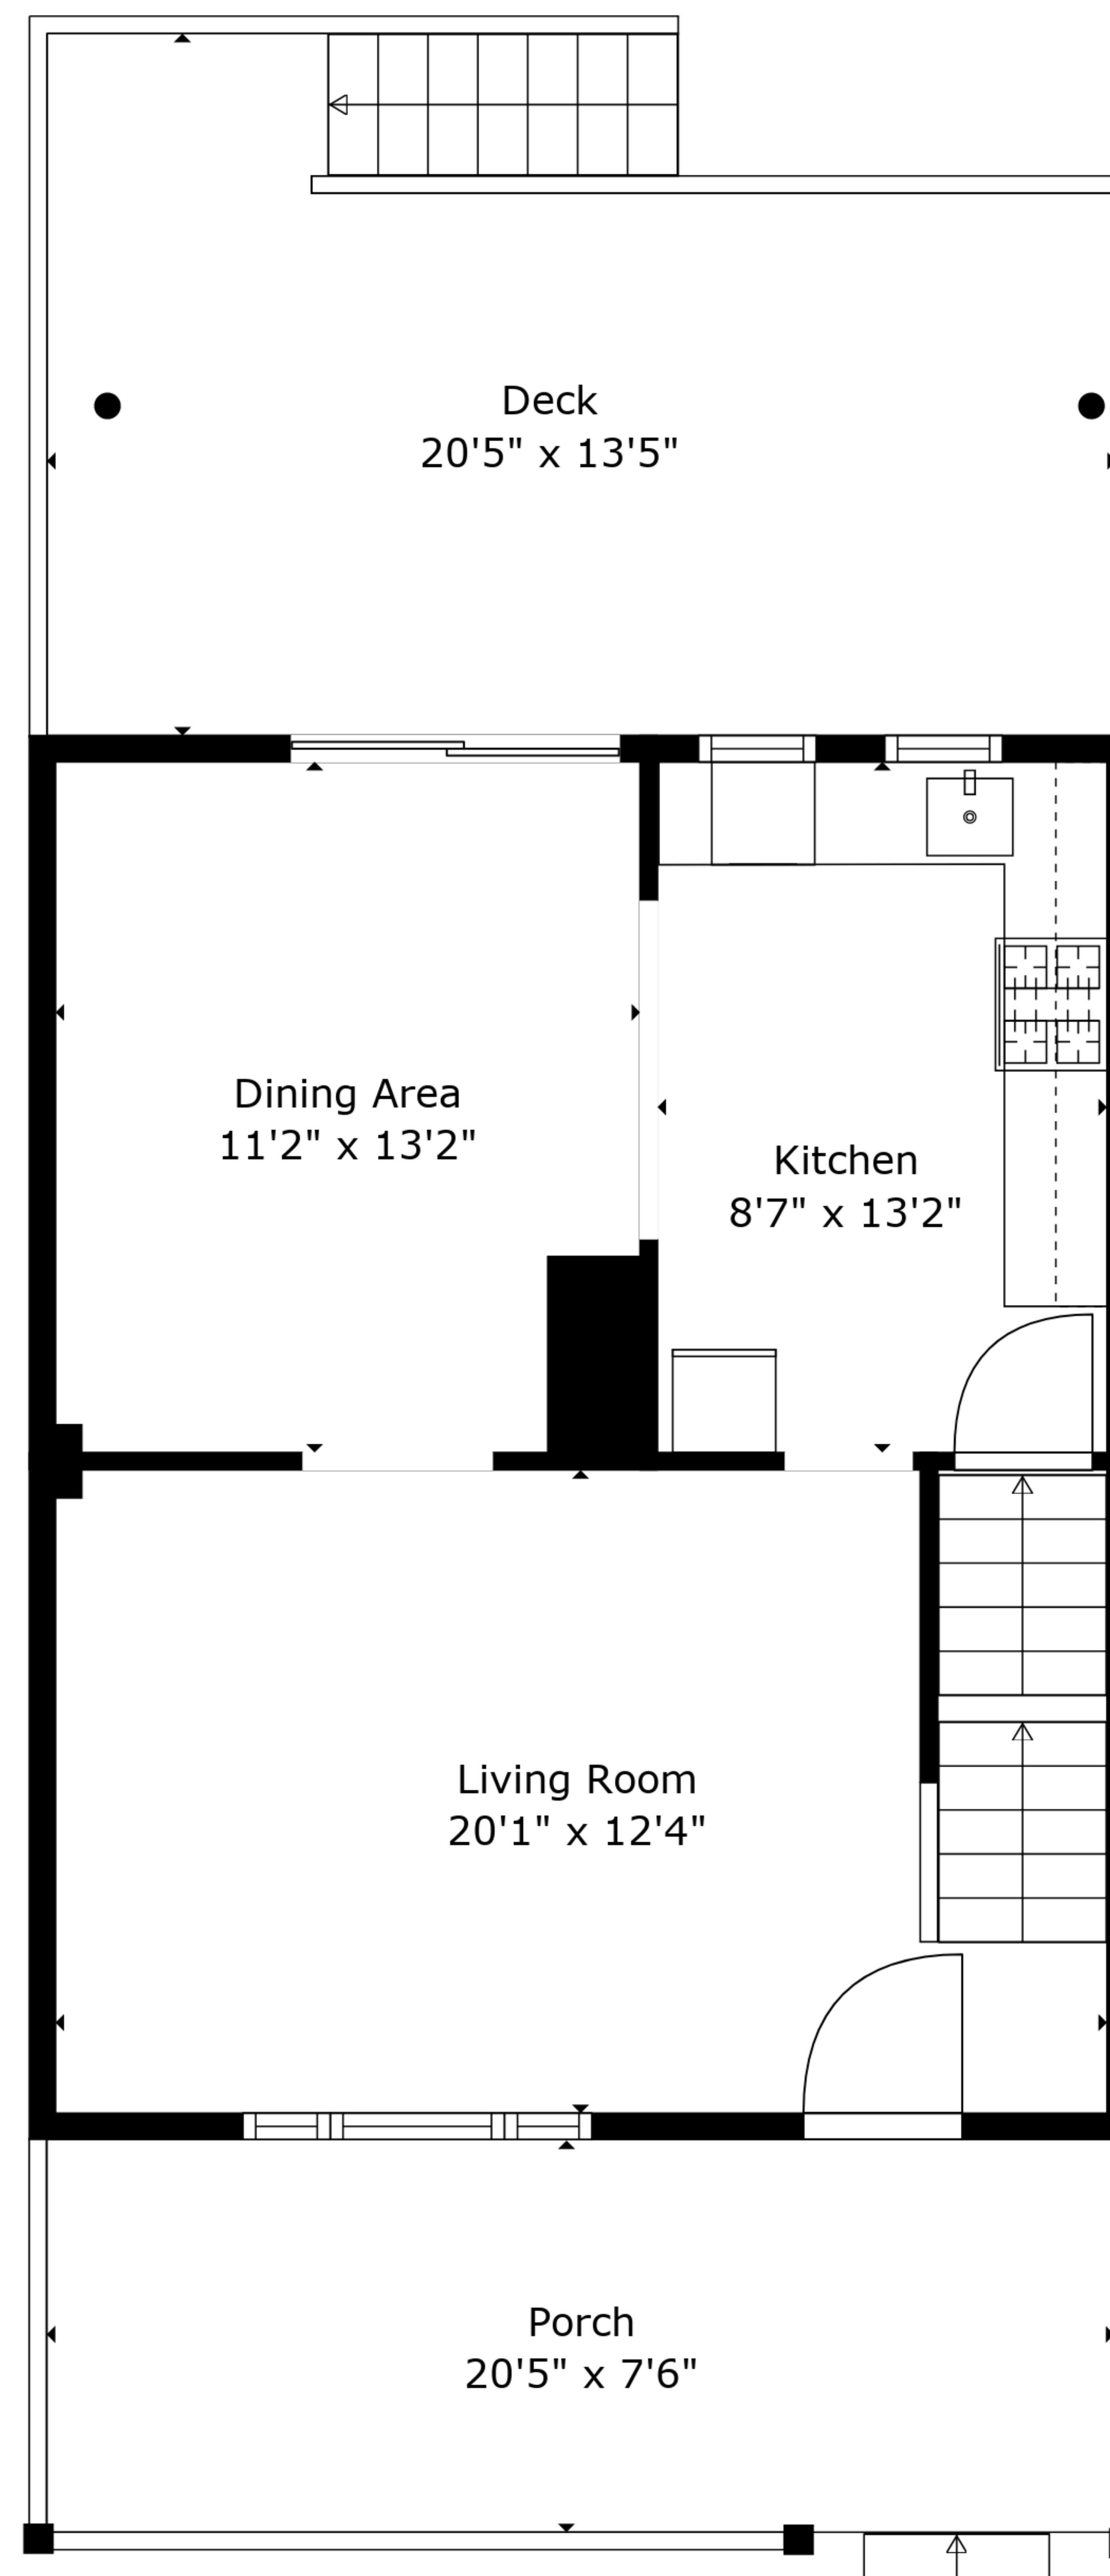 Deck
20'5" x 13'5"
Dining Area
11'2" x 13'2"
Kitchen
8'7" x 13'2"
Living Room
20'1" x 12'4"
Porch
20'5" x 7'6"